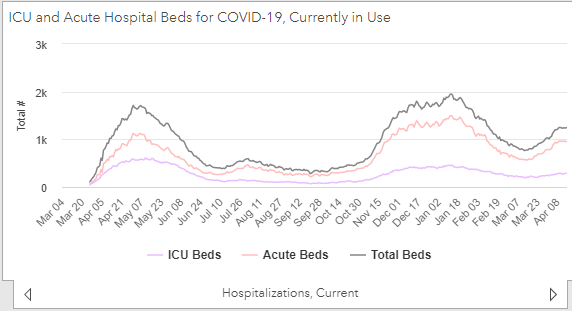 ICU and Acute Hospital Beds for COVID-19, Currently in Use
3k
2k
1k
0
Total #
Mar 04 Mar 20 Apr 05 Apr 21 May 07 May 23 Jun 08 Jun 24 Jul 10 Jul 26 Aug 11 Aug 27 Sep 12 Sep 28 Oct 14 Oct 30 Nov 15 Dec 01 Dec 17 Jan 02 Jan 18 Feb 03 Feb 19 Mar 07 Mar 23 Apr 08
ICU Beds Acute Beds Total Beds
Hospitalizations, Current